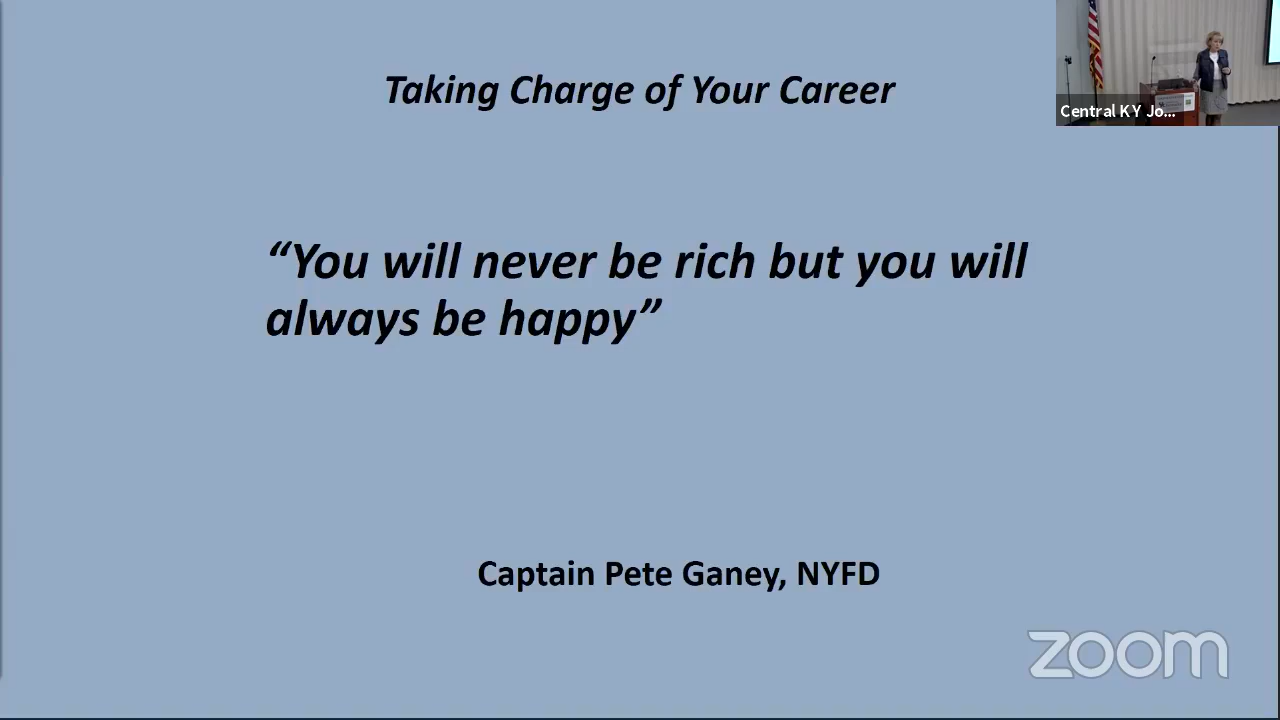 Taking Charge of Your Career
Central KY Jo...
“You will never be rich but you will
always be happy”
Captain Pete Ganey, NYFD
zoom